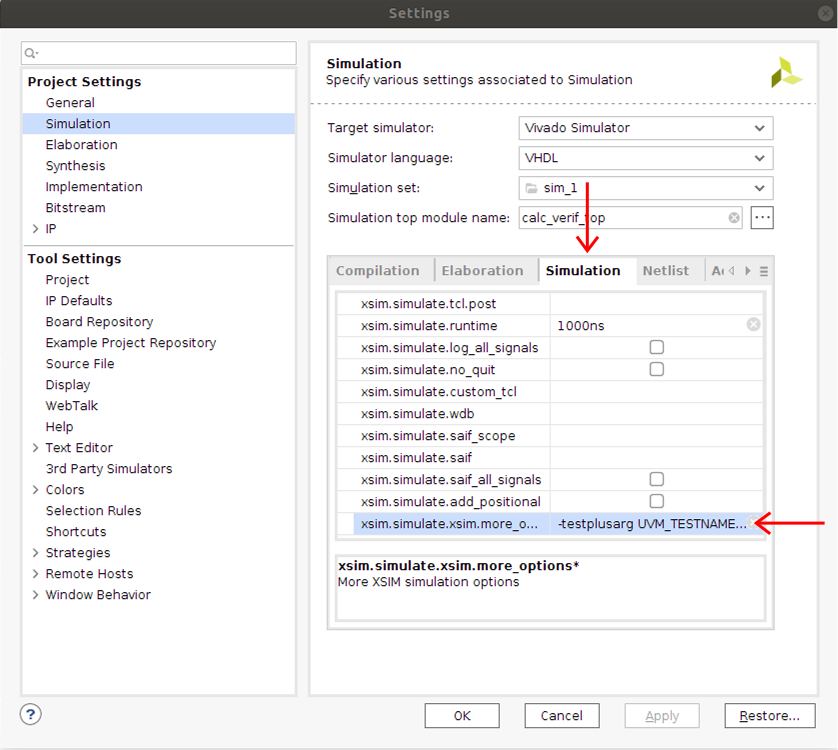 Settings
Project Settings
General
Simulation
Elaboration
Synthesis
Implementation
Bitstream
IP
Tool Settings
Project
IP Defaults
Board Repository
Example Project Repository
Source File
Display
WebTalk
Help
Text Editor
3rd Party Simulators
Colors
Selection Rules
Shortcuts
Strategies
Remote Hosts
Window Behavior
Simulation
Specify various settings associated to Simulation
Target simulator: Vivado Simulator
Simulator language: VHDL
Simulation set: sim_1
Simulation top module name: calc_verif_top ...
Compilation Elaboration Simulation Netlist
xsim.simulate.tcl.post
xsim.simulate.runtime 1000ns
xsim.simulate.log_all_signals
xsim.simulate.no_quit
xsim.simulate.custom_tcl
xsim.simulate.wdb
xsim.simulate.saif_scope
xsim.simulate.saif
xsim.simulate.saif_all_signals
xsim.simulate.add_positional
xsim.simulate.xsim.more_o... -testplusarg UVM_TESTNAME...
xsim.simulate.xsim.more_options*
More XSIM simulation options
? OK Cancel Apply Restore...